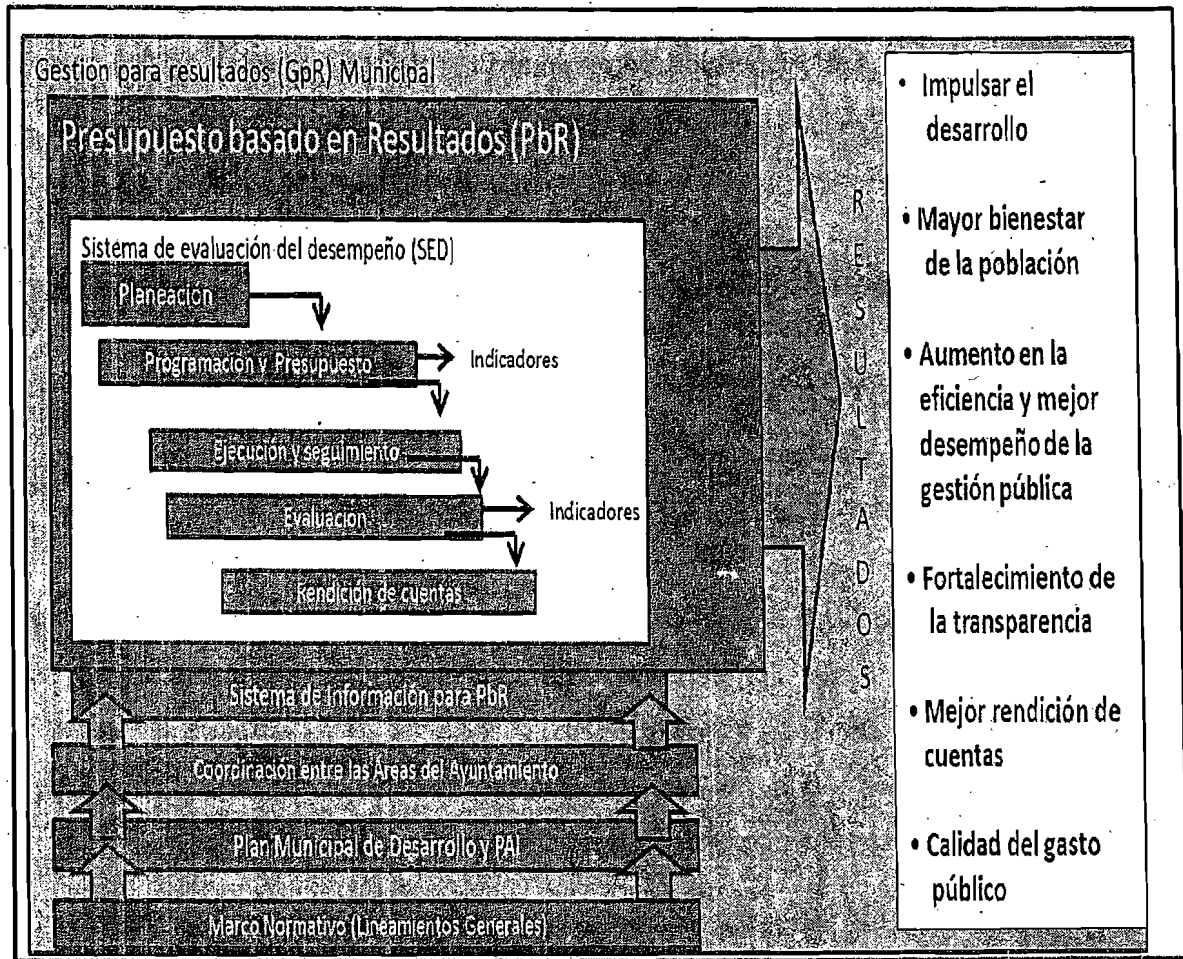 Gestión para resultados (GpR) Municipal
Presupuesto basado en Resultados (PbR)
Sistema de evaluación del desempeño (SED)
Planeación
Programación y Presupuesto
Indicadores
Ejecución y seguimiento
Evaluación
Indicadores
Rendición de cuentas
Sistema de Información para PbR
Coordinación entre las Areas del Ayuntamiento
Plan Municipal de Desarrollo y PAI
Marco Normativo (Lineamientos Generales)
RESULTADOS
• Impulsar el
desarrollo
• Mayor bienestar
de la población
• Aumento en la
eficiencia y mejor
desempeño de la
gestión pública
• Fortalecimiento de
la transparencia
• Mejor rendición de
cuentas
• Calidad del gasto
público